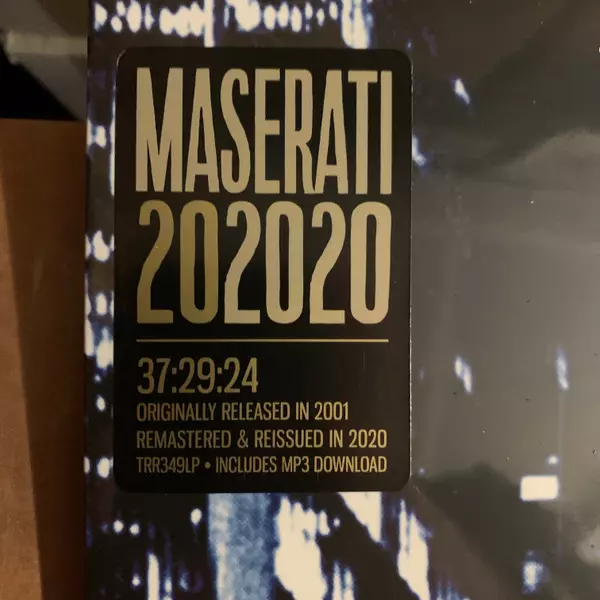 MASERATI
202020
37:29:24
ORIGINALLY RELEASED IN 2001
REMASTERED & REISSUED IN 2020
TRR349LP • INCLUDES MP3 DOWNLOAD